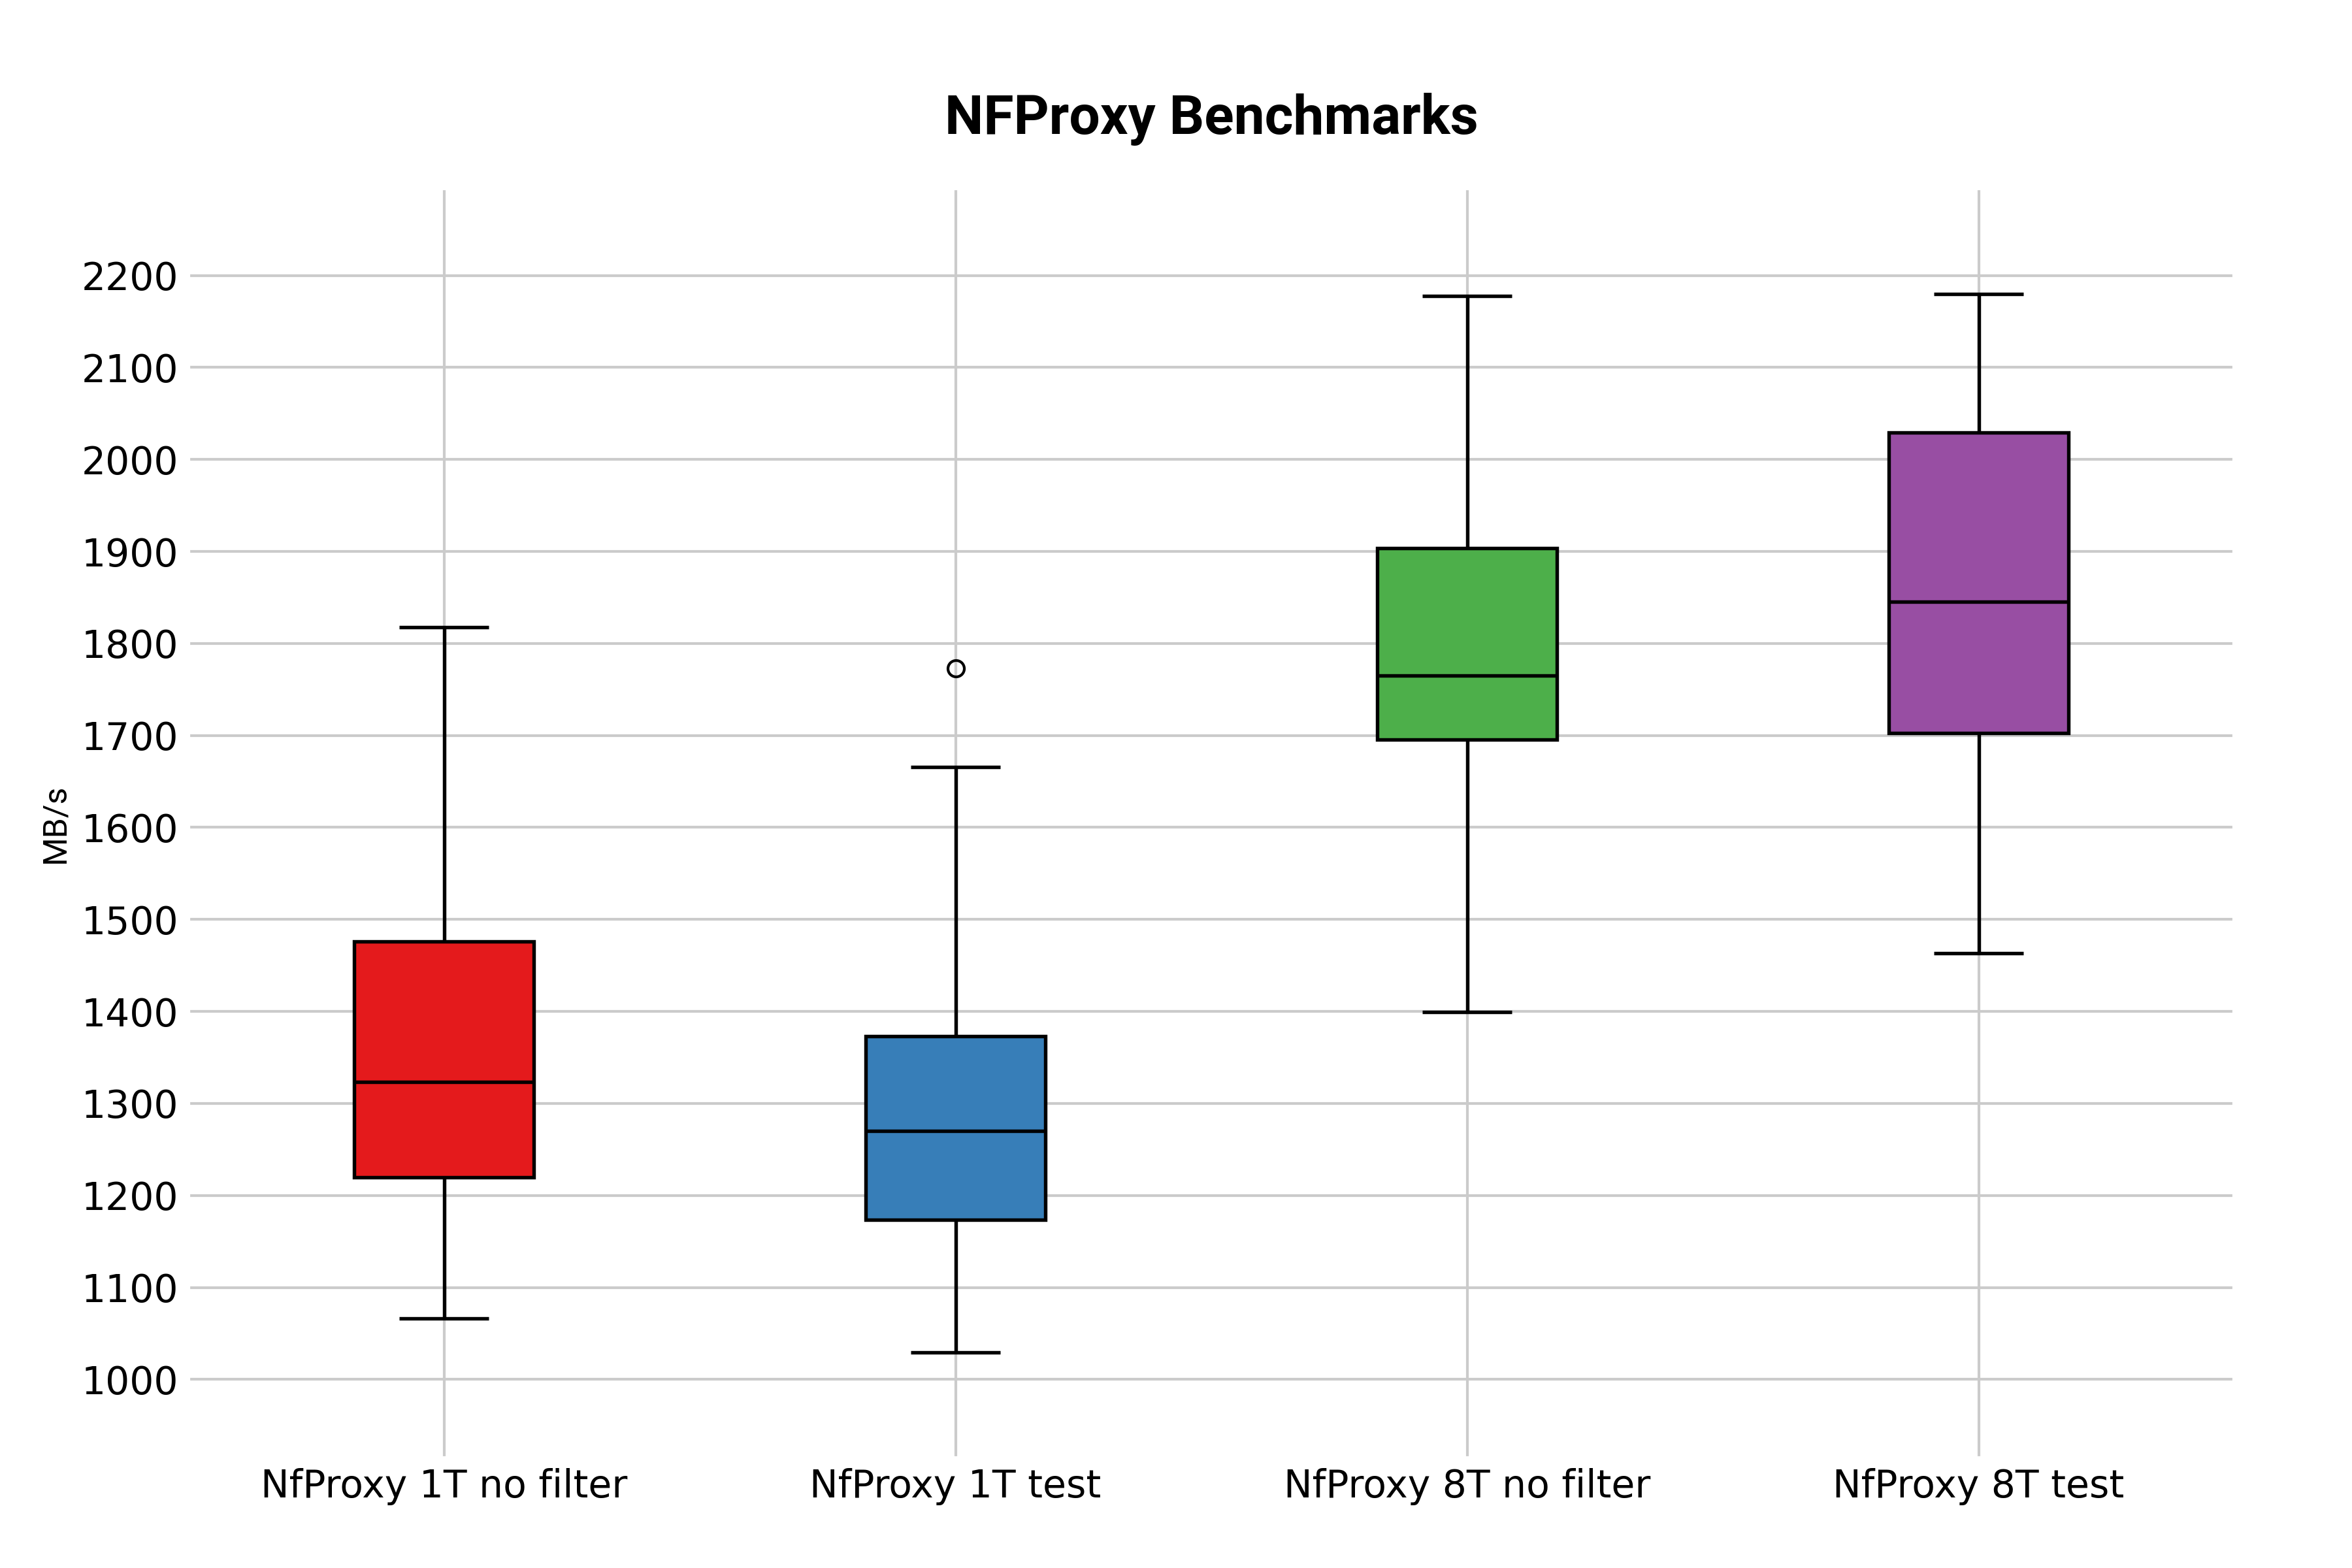 NFProxy Benchmarks
2200
2100
2000
1900
1800
1700
1600
1500
1400
1300
1200
1100
1000
MB/s
NfProxy 1T no filter
NfProxy 1T test
NfProxy 8T no filter
NfProxy 8T test